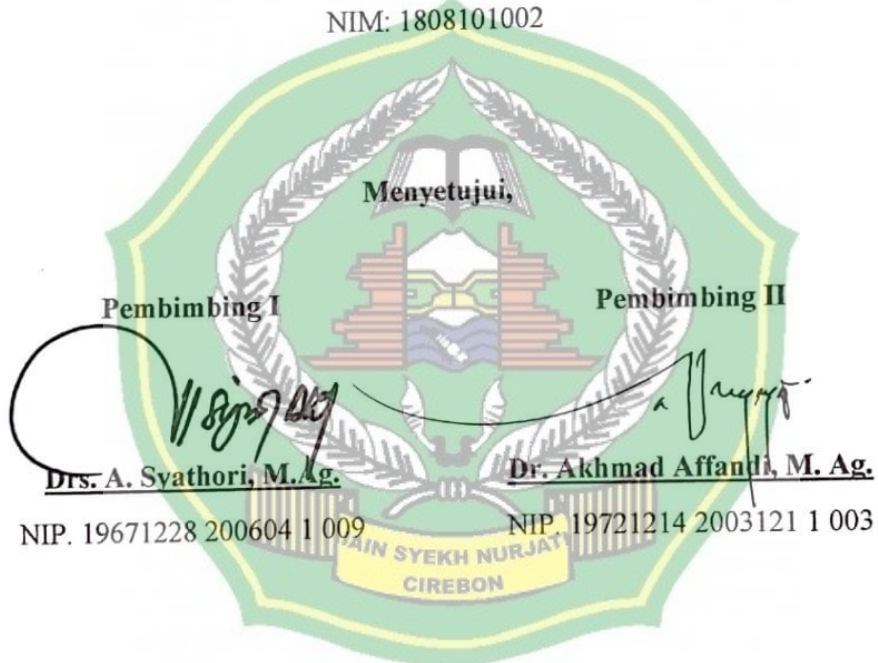 NIM: 1808101002
Menyetujui,
Pembimbing I
Pembimbing II
Drs. A. Syathori, M.Ag.
Dr. Akhmad Affandi, M. Ag.
NIP. 19671228 200604 1 009
NIP. 19721214 2003121 1 003
IAIN SYEKH NURJATI
CIREBON